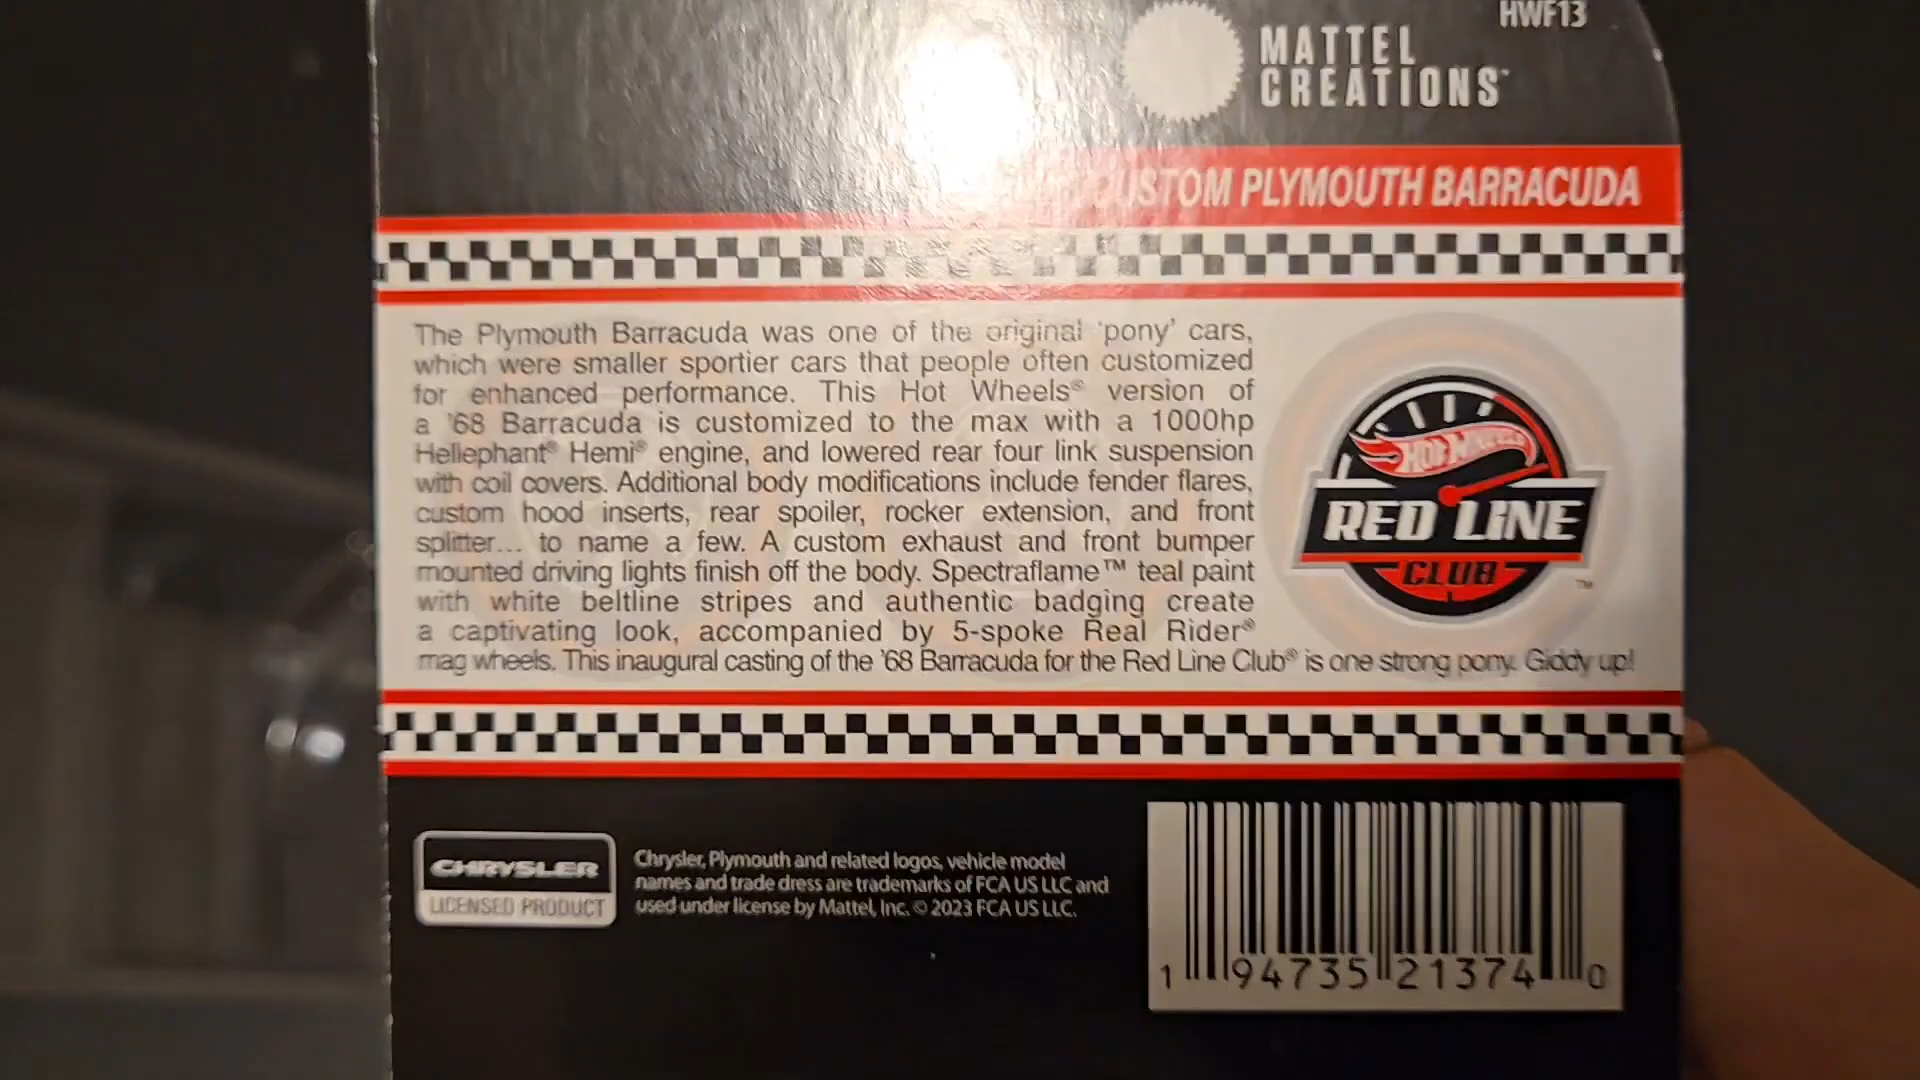 HWF13
MATTEL
CREATIONS™
CUSTOM PLYMOUTH BARRACUDA
The Plymouth Barracuda was one of the original 'pony' cars,
which were smaller sportier cars that people often customized
for enhanced performance. This Hot Wheels® version of
a '68 Barracuda is customized to the max with a 1000hp
Hellephant® Hemi® engine, and lowered rear four link suspension
with coil covers. Additional body modifications include fender flares,
custom hood inserts, rear spoiler, rocker extension, and front
splitter... to name a few. A custom exhaust and front bumper
mounted driving lights finish off the body. Spectraflame™ teal paint
with white beltline stripes and authentic badging create
a captivating look, accompanied by 5-spoke Real Rider®
mag wheels. This inaugural casting of the '68 Barracuda for the Red Line Club® is one strong pony. Giddy up!
HOT WHEELS
RED LINE
CLUB™
CHRYSLER
LICENSED PRODUCT
Chrysler, Plymouth and related logos, vehicle model
names and trade dress are trademarks of FCA US LLC and
used under license by Mattel, Inc. © 2023 FCA US LLC.
1 94735 21374 0